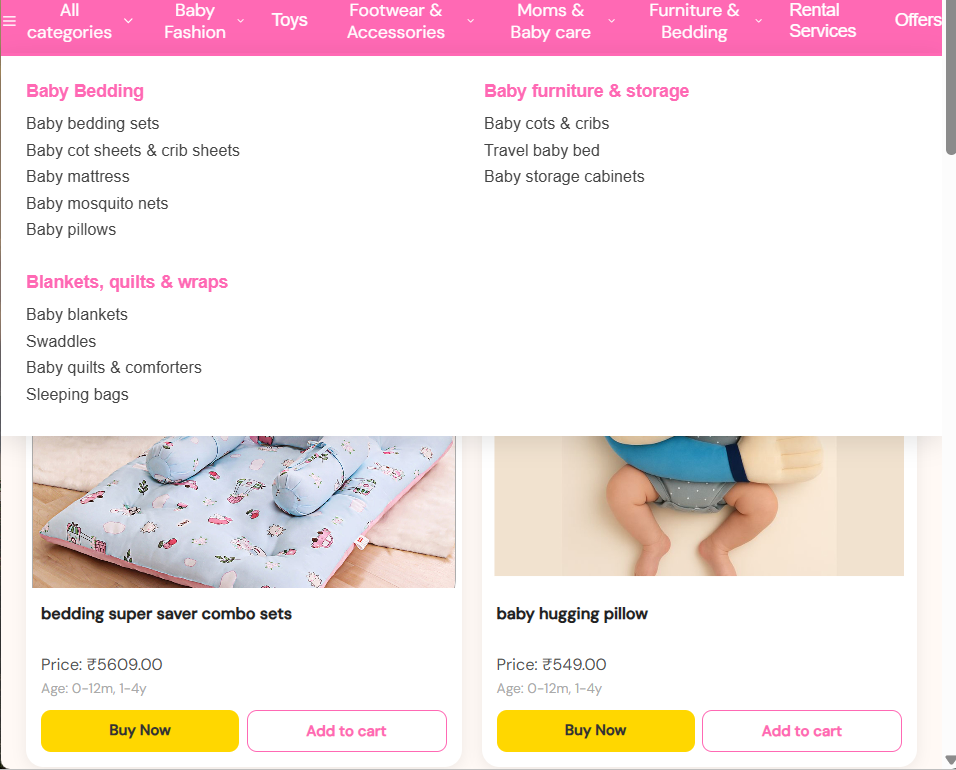 All
categories
Baby
Fashion
Toys
Footwear &
Accessories
Moms &
Baby care
Furniture &
Bedding
Rental
Services
Offers
Baby Bedding
Baby bedding sets
Baby cot sheets & crib sheets
Baby mattress
Baby mosquito nets
Baby pillows
Blankets, quilts & wraps
Baby blankets
Swaddles
Baby quilts & comforters
Sleeping bags
Baby furniture & storage
Baby cots & cribs
Travel baby bed
Baby storage cabinets
bedding super saver combo sets
Price: ₹5609.00
Age: 0-12m, 1-4y
Buy Now
Add to cart
baby hugging pillow
Price: ₹549.00
Age: 0-12m, 1-4y
Buy Now
Add to cart